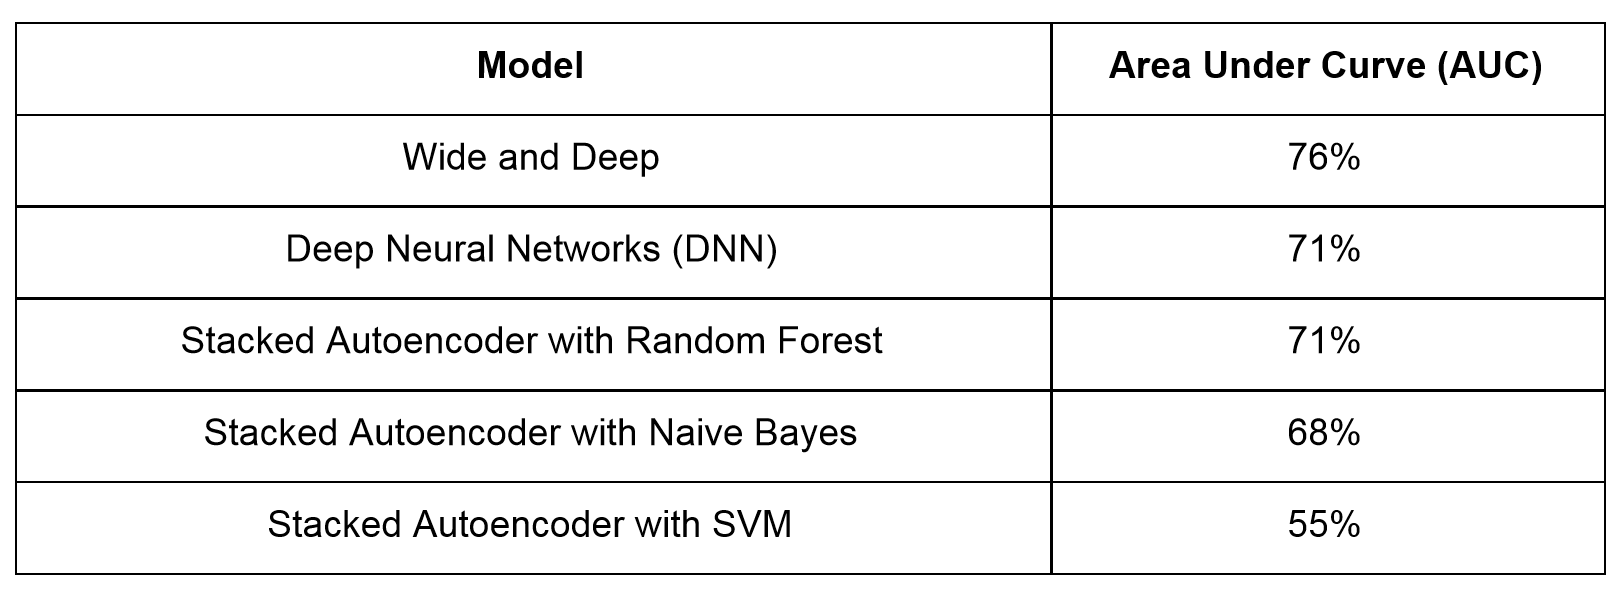 Model Area Under Curve (AUC)
Wide and Deep 76%
Deep Neural Networks (DNN) 71%
Stacked Autoencoder with Random Forest 71%
Stacked Autoencoder with Naive Bayes 68%
Stacked Autoencoder with SVM 55%